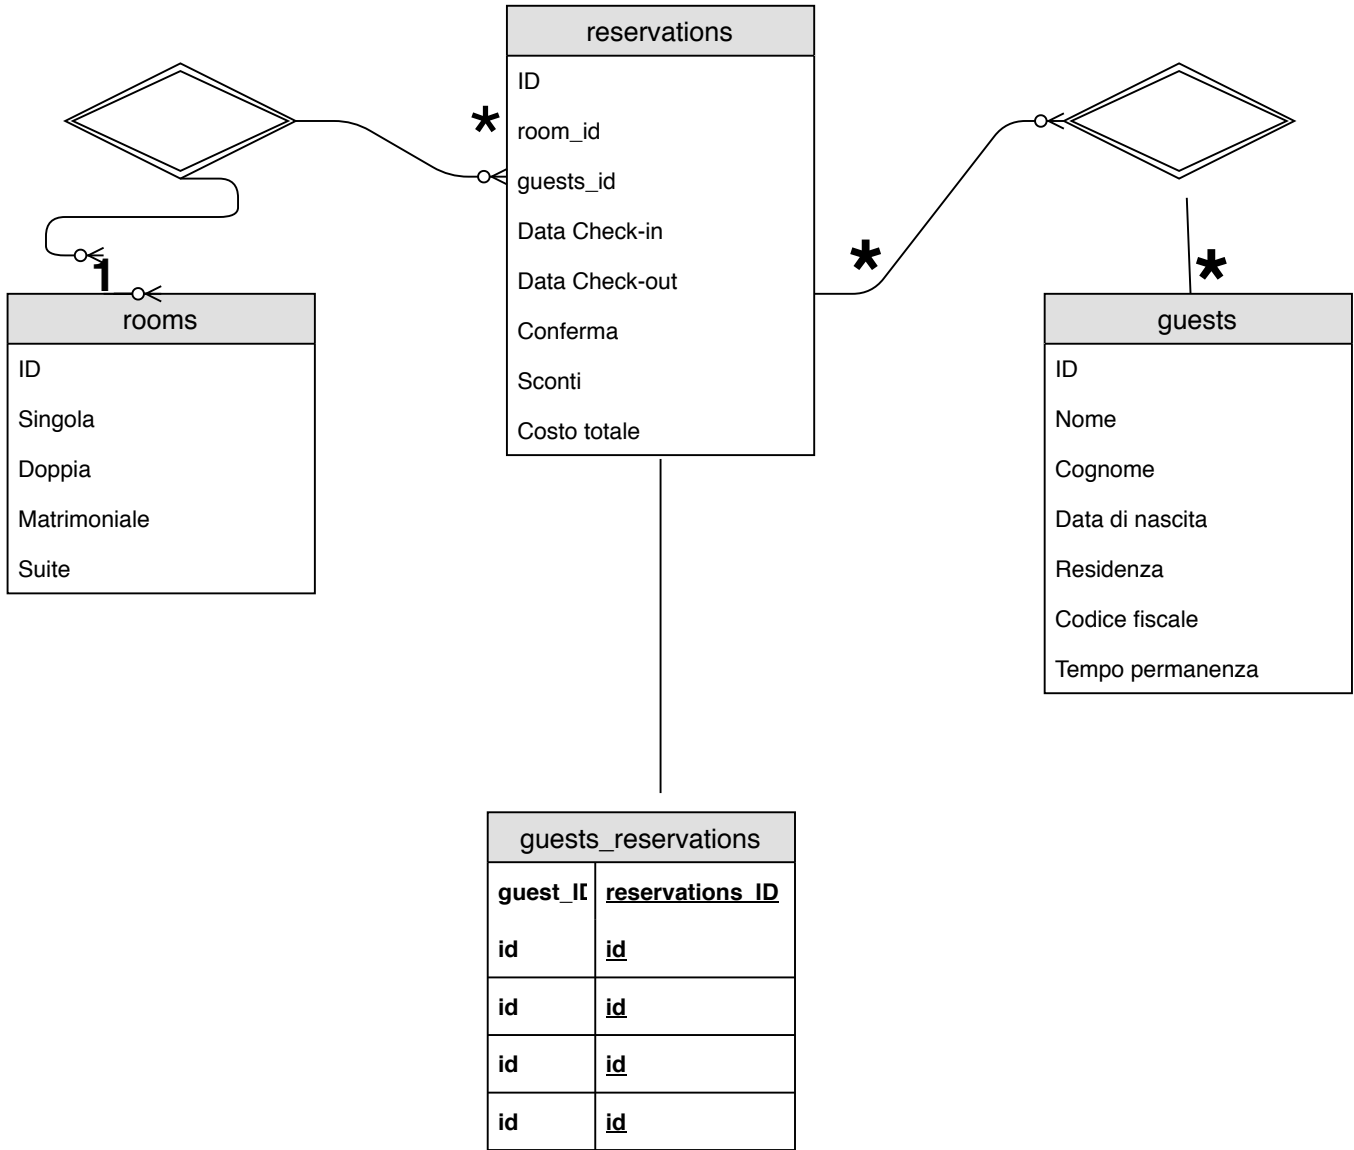 reservations
ID
room_id
guests_id
Data Check-in
Data Check-out
Conferma
Sconti
Costo totale
*
*
*
1
rooms
ID
Singola
Doppia
Matrimoniale
Suite
guests
ID
Nome
Cognome
Data di nascita
Residenza
Codice fiscale
Tempo permanenza
guests_reservations
guest_ID reservations_ID
id id
id id
id id
id id